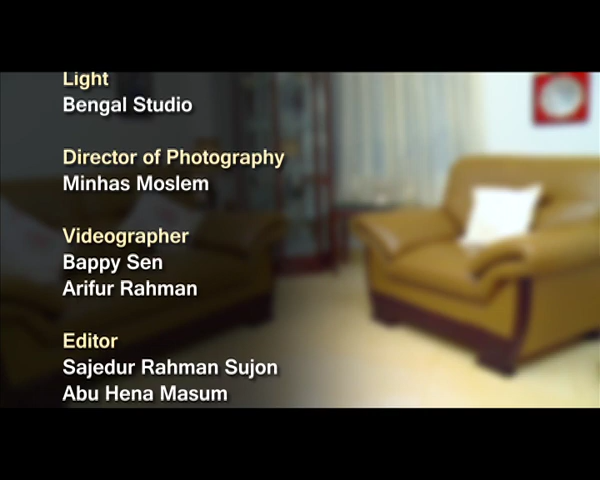 Light
Bengal Studio
Director of Photography
Minhas Moslem
Videographer
Bappy Sen
Arifur Rahman
Editor
Sajedur Rahman Sujon
Abu Hena Masum